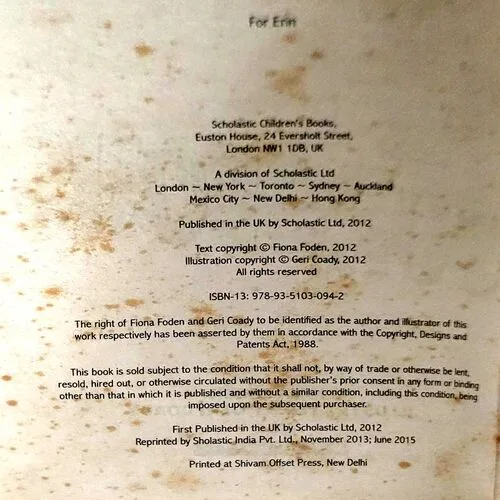 For Erin
Scholastic Children's Books,
Euston House, 24 Eversholt Street,
London NW1 1DB, UK
A division of Scholastic Ltd
London ~ New York ~ Toronto ~ Sydney ~ Auckland
Mexico City ~ New Delhi ~ Hong Kong
Published in the UK by Scholastic Ltd, 2012
Text copyright © Fiona Foden, 2012
Illustration copyright © Geri Coady, 2012
All rights reserved
ISBN-13: 978-93-5103-094-2
The right of Fiona Foden and Geri Coady to be identified as the author and illustrator of this
work respectively has been asserted by them in accordance with the Copyright, Designs and
Patents Act, 1988.
This book is sold subject to the condition that it shall not, by way of trade or otherwise be lent,
resold, hired out, or otherwise circulated without the publisher's prior consent in any form or binding
other than that in which it is published and without a similar condition, including this condition, being
imposed upon the subsequent purchaser.
First Published in the UK by Scholastic Ltd, 2012
Reprinted by Sholastic India Pvt. Ltd., November 2013; June 2015
Printed at Shivam Offset Press, New Delhi